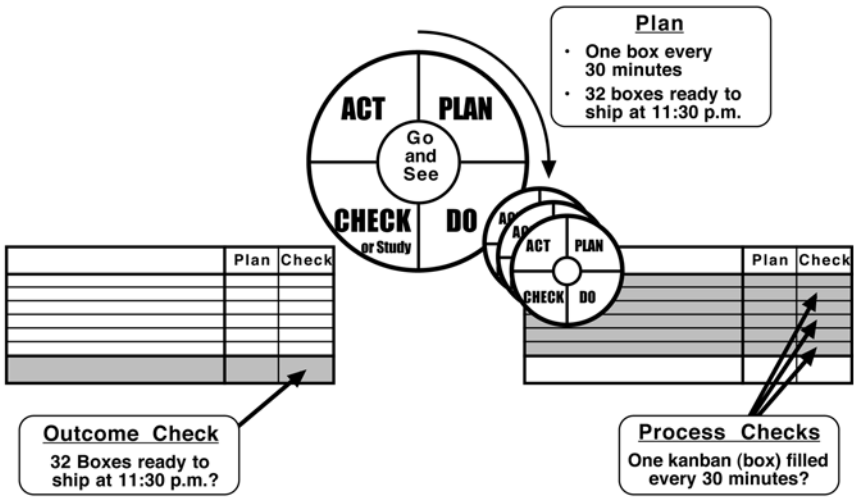 Plan
• One box every
30 minutes
• 32 boxes ready to
ship at 11:30 p.m.
ACT
PLAN
Go
and
See
CHECK
or Study
DO
AC
AC
ACT
PLAN
CHECK
DO
Plan
Check
Plan
Check
Outcome Check
32 Boxes ready to
ship at 11:30 p.m.?
Process Checks
One kanban (box) filled
every 30 minutes?